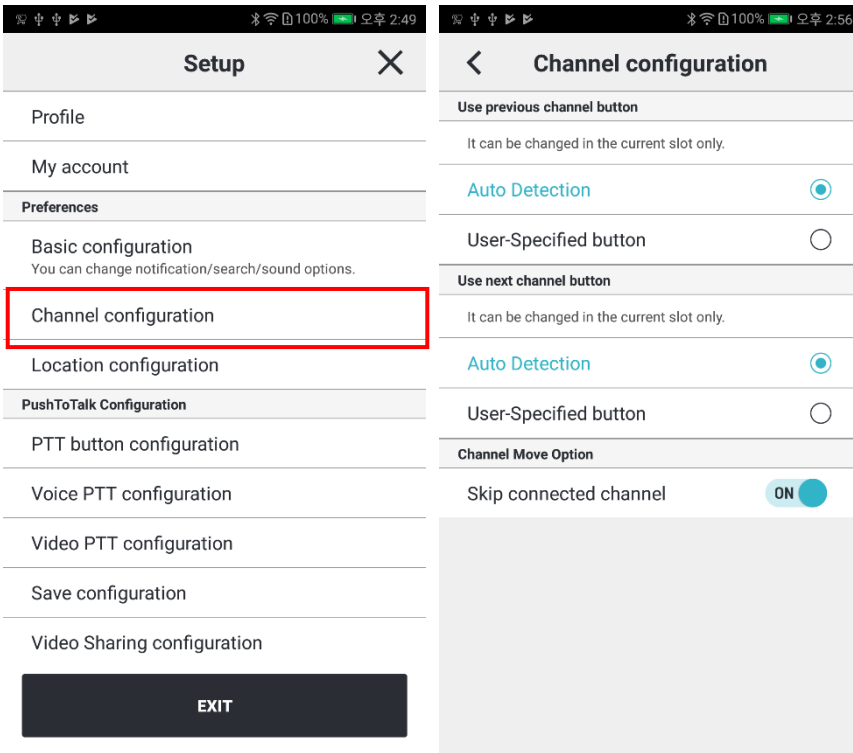 100% 오후 2:49
Setup
Profile
My account
Preferences
Basic configuration
You can change notification/search/sound options.
Channel configuration
Location configuration
PushToTalk Configuration
PTT button configuration
Voice PTT configuration
Video PTT configuration
Save configuration
Video Sharing configuration
EXIT
100% 오후 2:56
Channel configuration
Use previous channel button
It can be changed in the current slot only.
Auto Detection
User-Specified button
Use next channel button
It can be changed in the current slot only.
Auto Detection
User-Specified button
Channel Move Option
Skip connected channel
ON